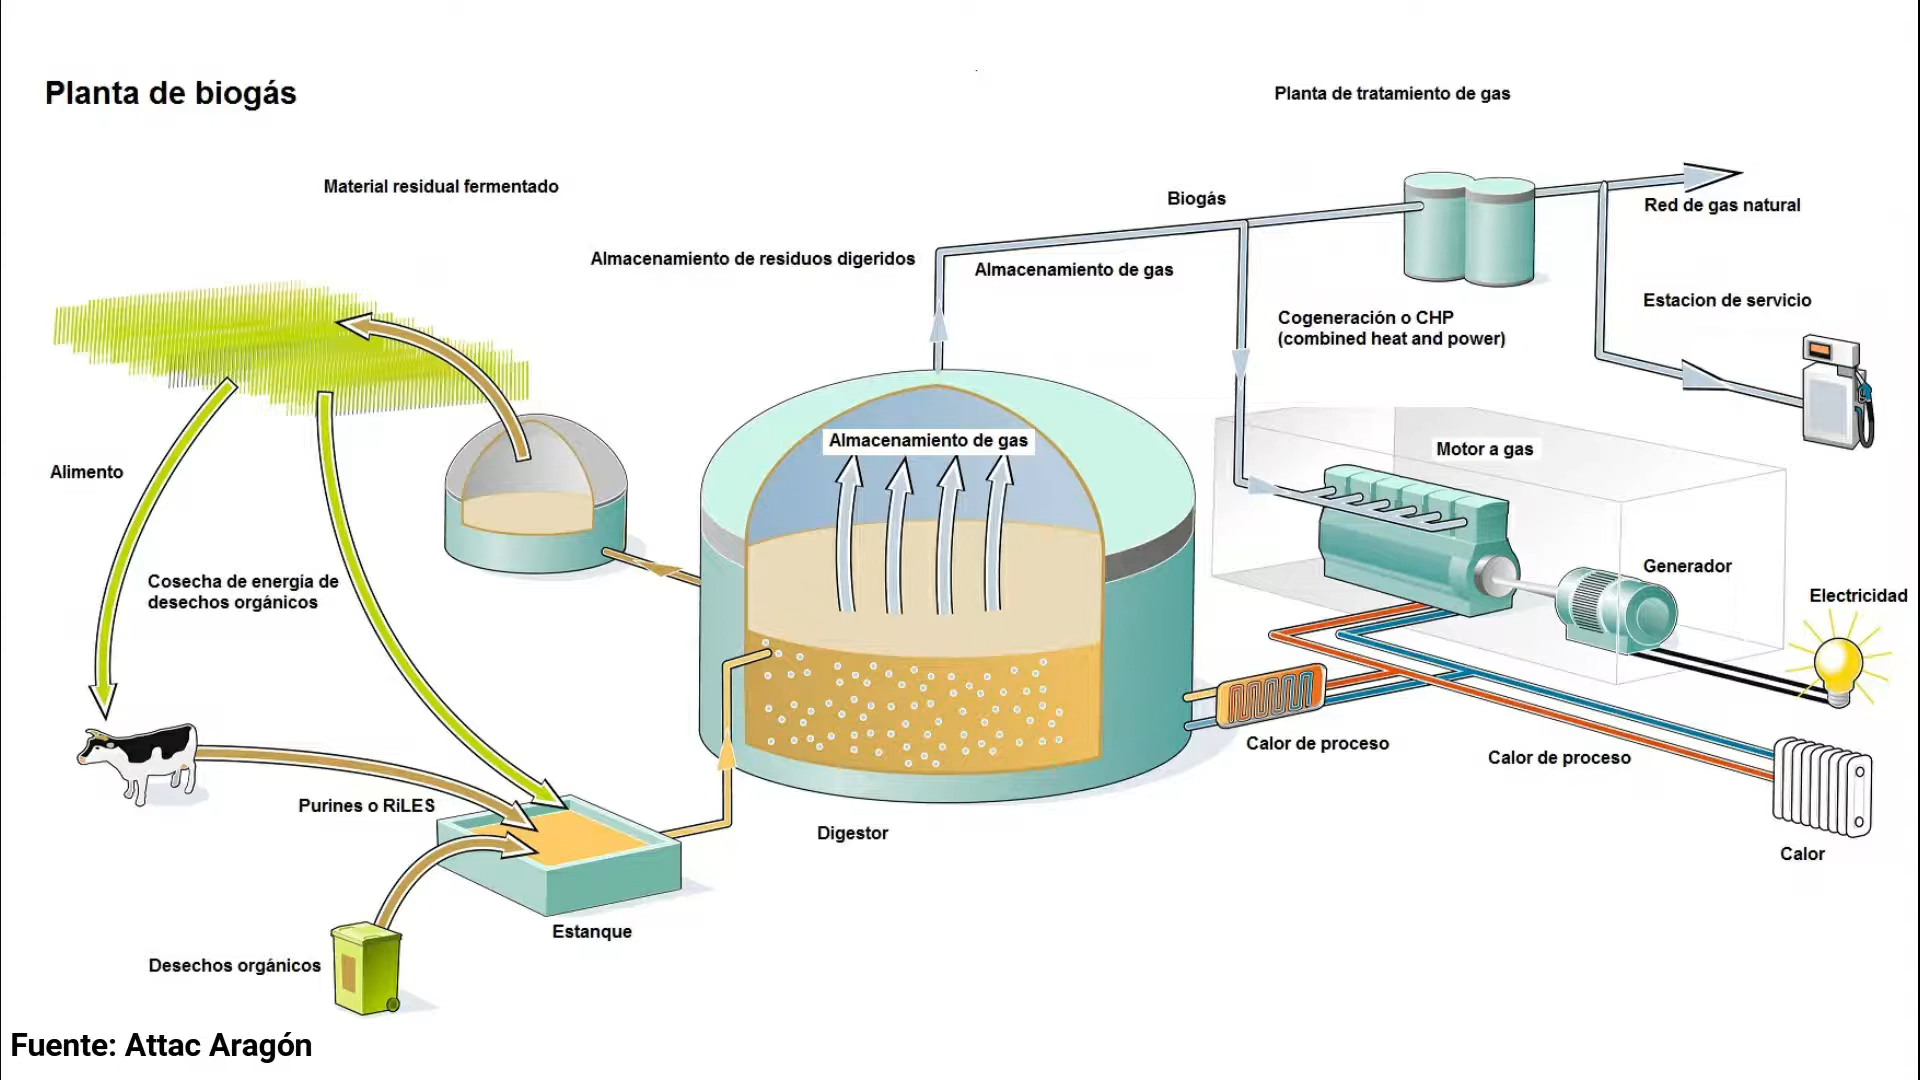 Planta de biogás
Planta de tratamiento de gas
Material residual fermentado
Biogás
Red de gas natural
Almacenamiento de residuos digeridos
Almacenamiento de gas
Estacion de servicio
Cogeneración o CHP
(combined heat and power)
Almacenamiento de gas
Motor a gas
Alimento
Cosecha de energía de
desechos orgánicos
Generador
Electricidad
Calor de proceso
Calor de proceso
Purines o RiLES
Digestor
Calor
Estanque
Desechos orgánicos
Fuente: Attac Aragón